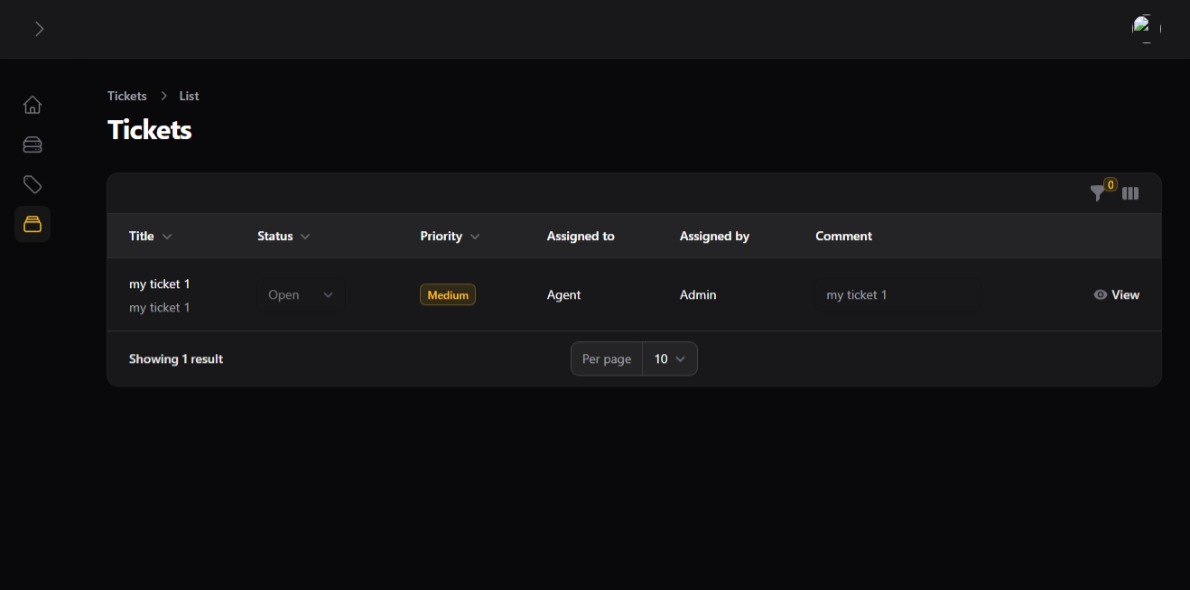 Tickets > List
Tickets
0
Title Status Priority Assigned to Assigned by Comment
my ticket 1
my ticket 1
Open Medium Agent Admin my ticket 1 View
Showing 1 result Per page 10